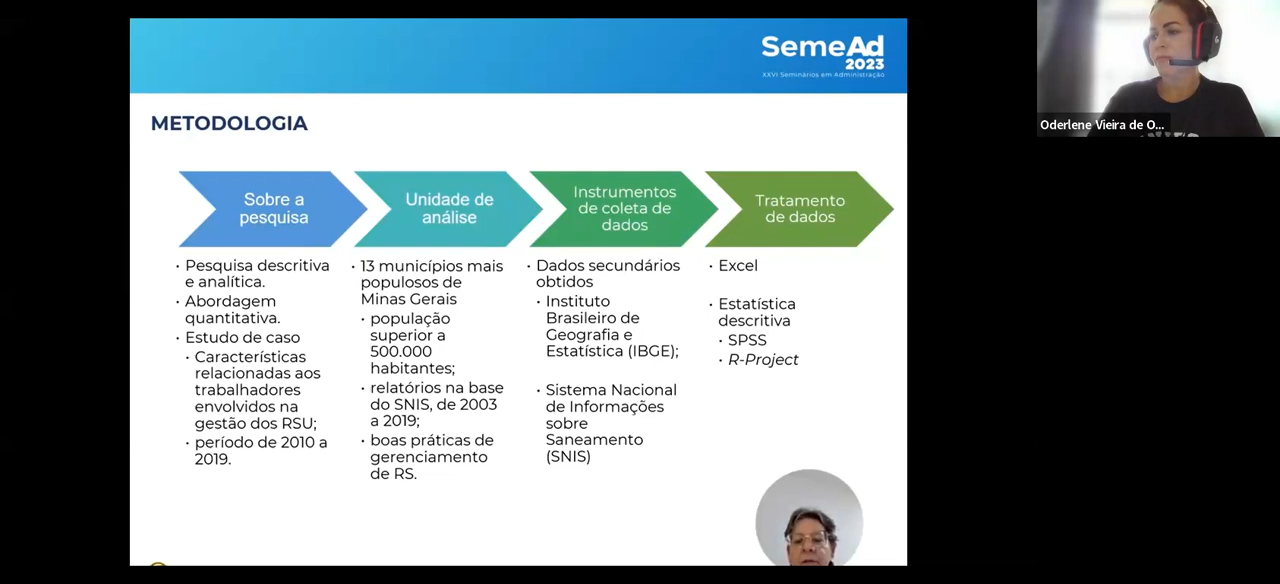 SemeAd
2023
XXVI Seminários em Administração
Oderlene Vieira de O...
METODOLOGIA
Sobre a
pesquisa
• Pesquisa descritiva
e analítica.
• Abordagem
quantitativa.
• Estudo de caso
• Características
relacionadas aos
trabalhadores
envolvidos na
gestão dos RSU;
• período de 2010 a
2019.
Unidade de
análise
• 13 municípios mais
populosos de
Minas Gerais
• população
superior a
500.000
habitantes;
• relatórios na base
do SNIS, de 2003
a 2019;
• boas práticas de
gerenciamento
de RS.
Instrumentos
de coleta de
dados
• Dados secundários
obtidos
• Instituto
Brasileiro de
Geografia e
Estatística (IBGE);
• Sistema Nacional
de Informações
sobre
Saneamento
(SNIS)
Tratamento
de dados
• Excel
• Estatística
descritiva
• SPSS
• R-Project